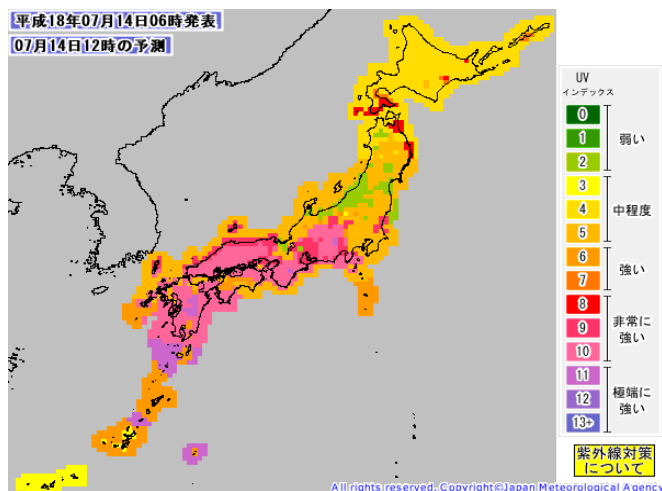 平成18年07月14日06時発表
07月14日12時の予測
UV
インデックス
0
1
2
弱い
3
4
5
中程度
6
7
強い
8
9
10
非常に
強い
11
12
13+
極端に
強い
紫外線対策
について
All rights reserved. Copyright©Japan Meteorological Agency